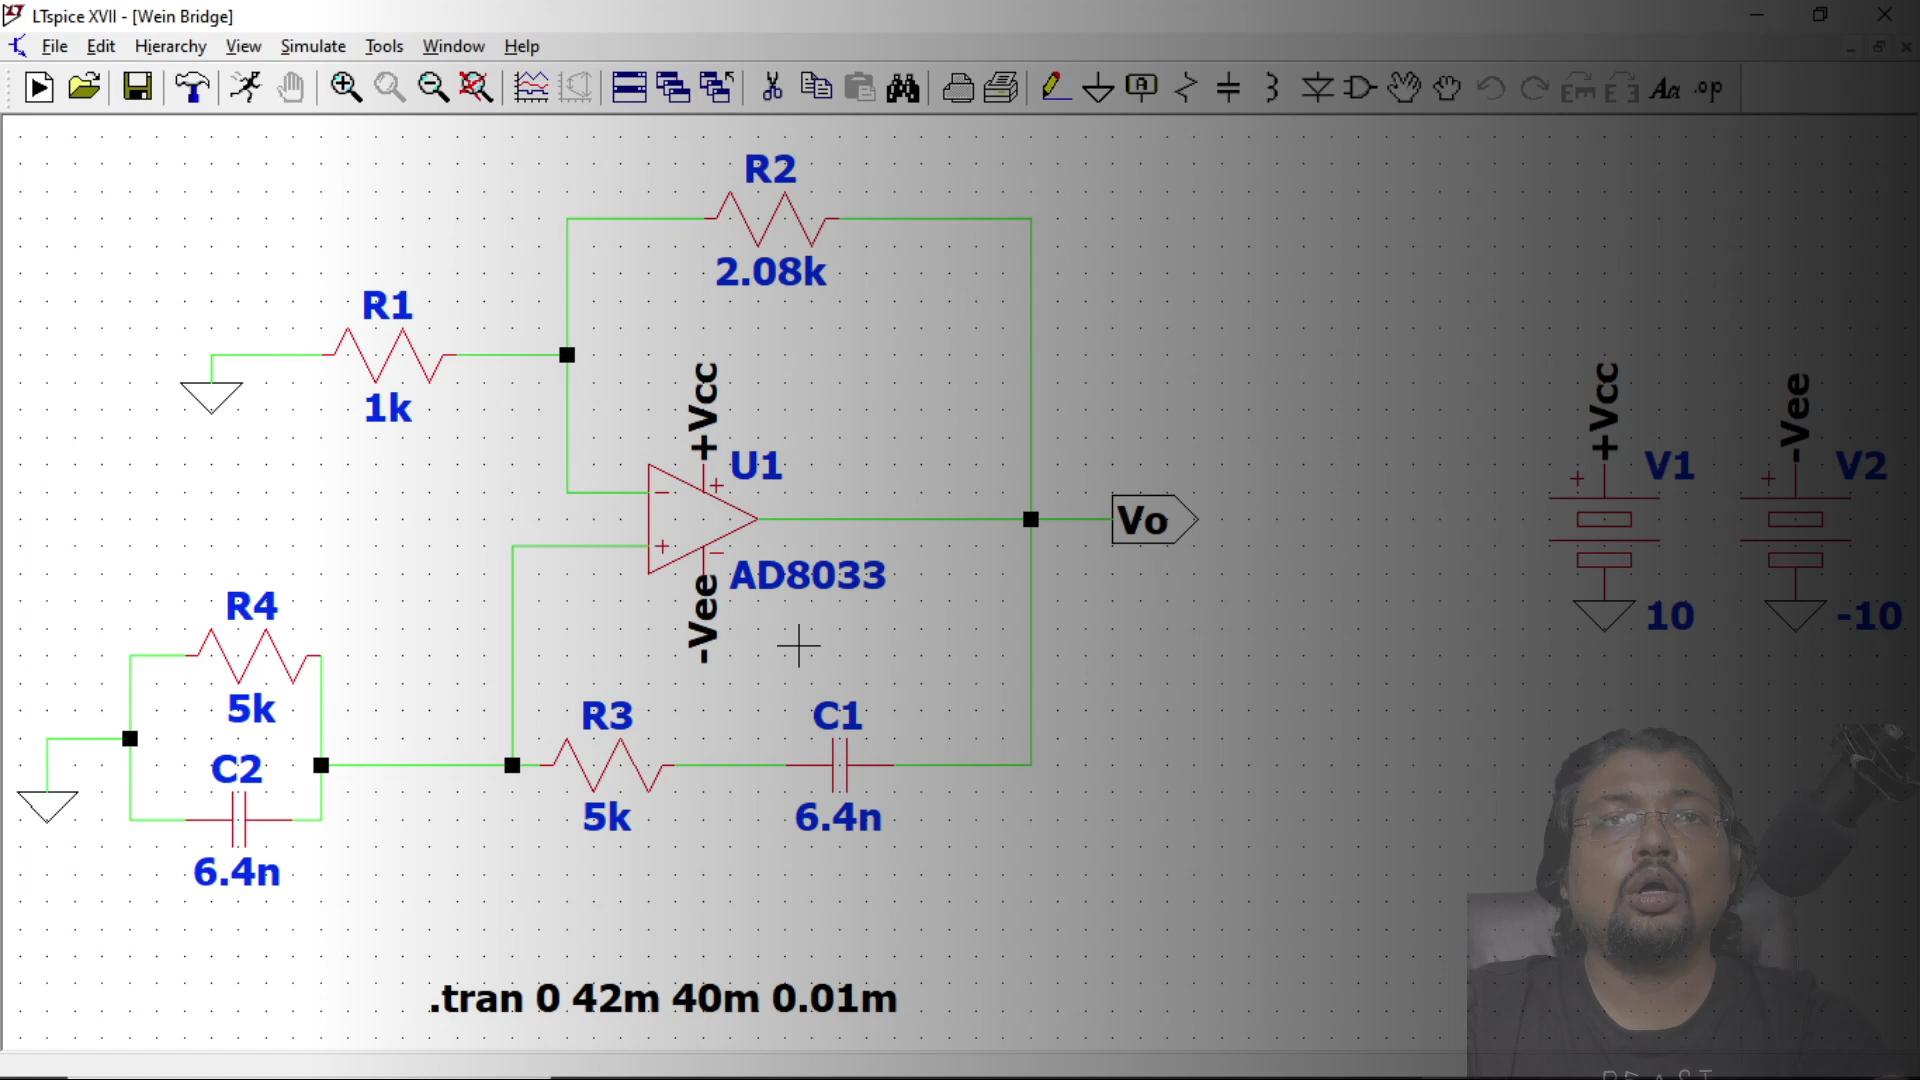 LTspice XVII - [Wein Bridge]
File Edit Hierarchy View Simulate Tools Window Help
A Aa .op
R2
2.08k
R1
1k
+Vcc
U1
Vo
AD8033
-Vee
+Vcc
V1
10
-Vee
V2
-10
R4
5k
C2
6.4n
R3
5k
C1
6.4n
.tran 0 42m 40m 0.01m